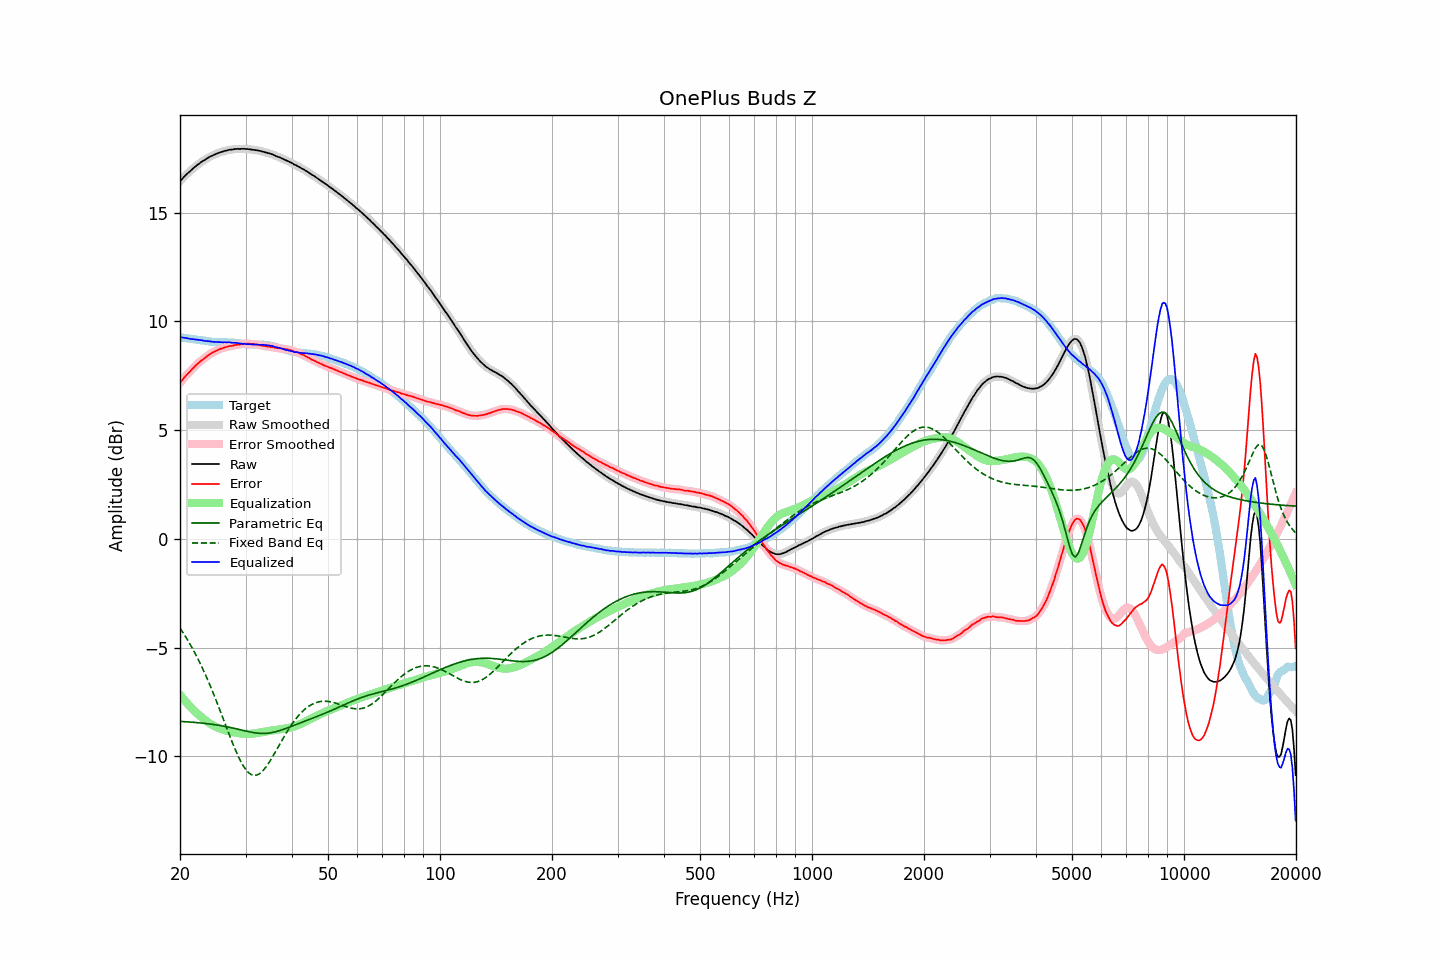 OnePlus Buds Z
Amplitude (dBr)
15
10
5
0
−5
−10
Target
Raw Smoothed
Error Smoothed
Raw
Error
Equalization
Parametric Eq
Fixed Band Eq
Equalized
20 50 100 200 500 1000 2000 5000 10000 20000
Frequency (Hz)